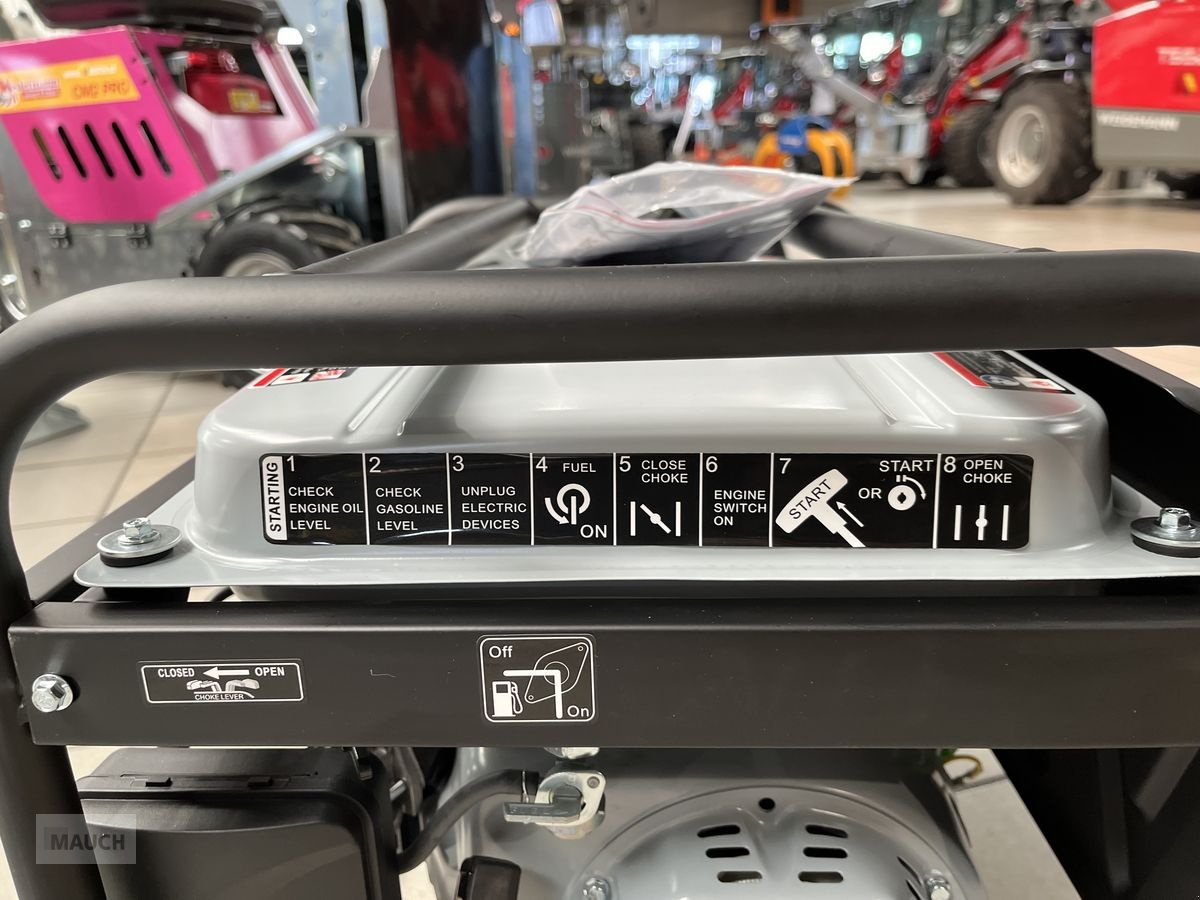 STARTING
1
CHECK
ENGINE OIL
LEVEL
2
CHECK
GASOLINE
LEVEL
3
UNPLUG
ELECTRIC
DEVICES
4 FUEL
ON
5 CLOSE
CHOKE
6
ENGINE
SWITCH
ON
7
START
OR
START
8 OPEN
CHOKE
CLOSED OPEN
CHOKE LEVER
Off
On
MAUCH
WEIDEMANN